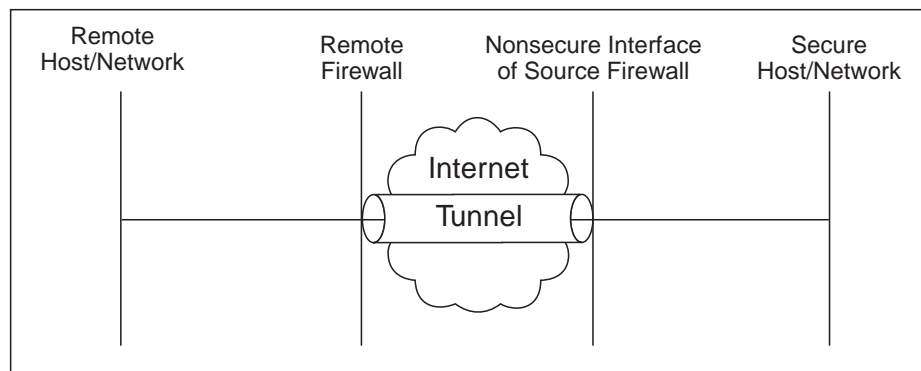 Remote
Host/Network
Remote
Firewall
Nonsecure Interface
of Source Firewall
Secure
Host/Network
Internet
Tunnel